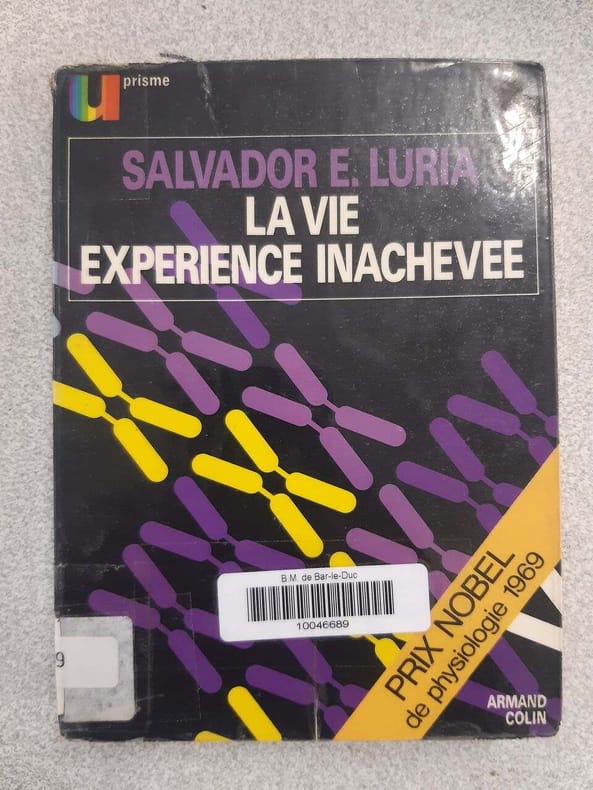 u prisme
SALVADOR E. LURIA
LA VIE
EXPERIENCE INACHEVEE
B.M. de Bar-le-Duc
10046689
9
PRIX NOBEL
de physiologie 1969
ARMAND
COLIN